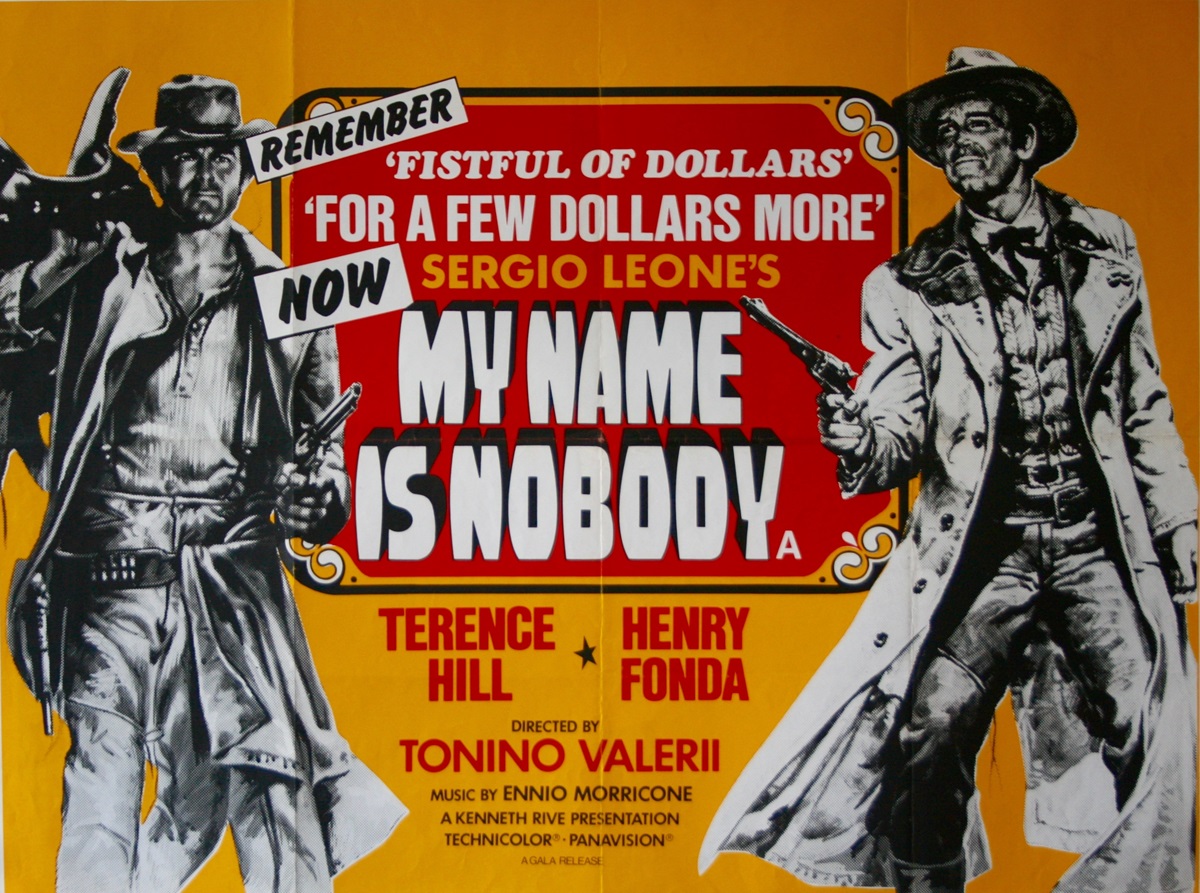 REMEMBER
'FISTFUL OF DOLLARS'
'FOR A FEW DOLLARS MORE'
NOW
SERGIO LEONE'S
MY NAME
IS NOBODY
A
TERENCE HILL
HENRY FONDA
DIRECTED BY
TONINO VALERII
MUSIC BY ENNIO MORRICONE
A KENNETH RIVE PRESENTATION
TECHNICOLOR® · PANAVISION®
A GALA RELEASE